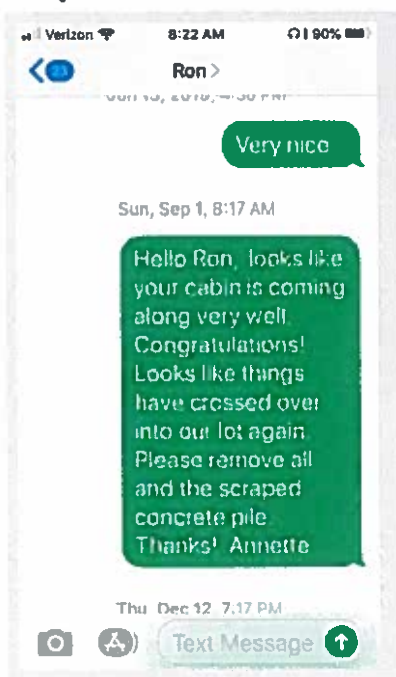 Verizon 8:22 AM 90%
23 Ron >
Very nice
Sun, Sep 1, 8:17 AM
Hello Ron, looks like
your cabin is coming
along very well.
Congratulations!
Looks like things
have crossed over
into our lot again.
Please remove all
and the scraped
concrete pile.
Thanks! Annette
Thu, Dec 12, 7:17 PM
Text Message